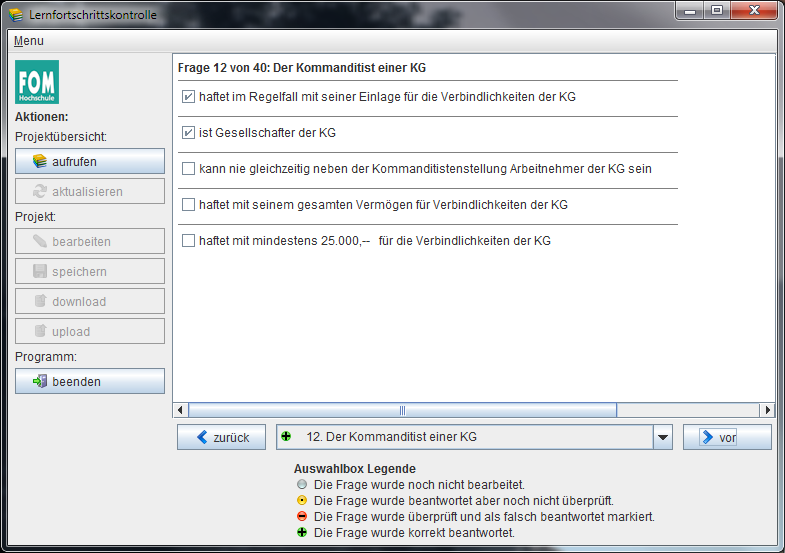 Lernfortschrittskontrolle
Menu
FOM
Hochschule
Aktionen:
Projektübersicht:
aufrufen
aktualisieren
Projekt:
bearbeiten
speichern
download
upload
Programm:
beenden
Frage 12 von 40: Der Kommanditist einer KG
haftet im Regelfall mit seiner Einlage für die Verbindlichkeiten der KG
ist Gesellschafter der KG
kann nie gleichzeitig neben der Kommanditistenstellung Arbeitnehmer der KG sein
haftet mit seinem gesamten Vermögen für Verbindlichkeiten der KG
haftet mit mindestens 25.000,-- für die Verbindlichkeiten der KG
zurück
12. Der Kommanditist einer KG
vor
Auswahlbox Legende
Die Frage wurde noch nicht bearbeitet.
Die Frage wurde beantwortet aber noch nicht überprüft.
Die Frage wurde überprüft und als falsch beantwortet markiert.
Die Frage wurde korrekt beantwortet.